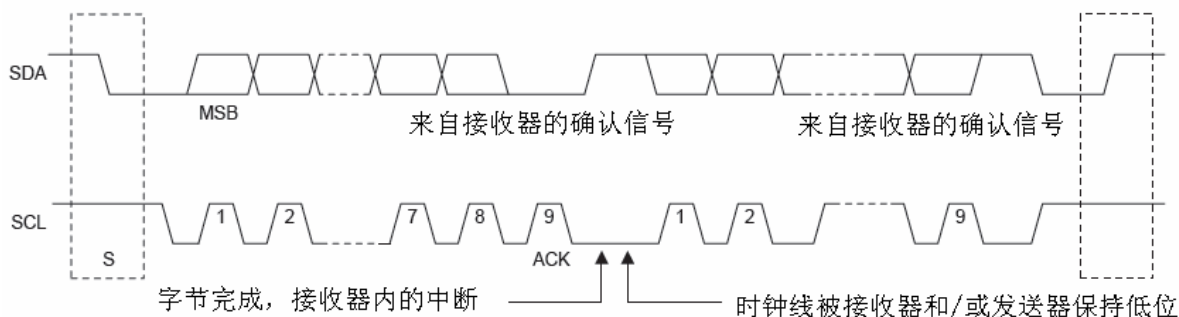 SDA
MSB
来自接收器的确认信号
来自接收器的确认信号
SCL
1 2 7 8 9 1 2 9
S
ACK
字节完成，接收器内的中断
时钟线被接收器和/或发送器保持低位